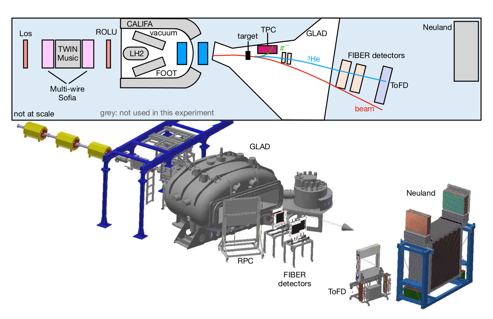 Los
ROLU
CALIFA
vacuum
TWIN
Music
LH2
FOOT
Multi-wire
Sofia
target
TPC
π⁻
GLAD
³He
FIBER detectors
ToFD
beam
Neuland
not at scale
grey: not used in this experiment
GLAD
Neuland
RPC
FIBER
detectors
ToFD